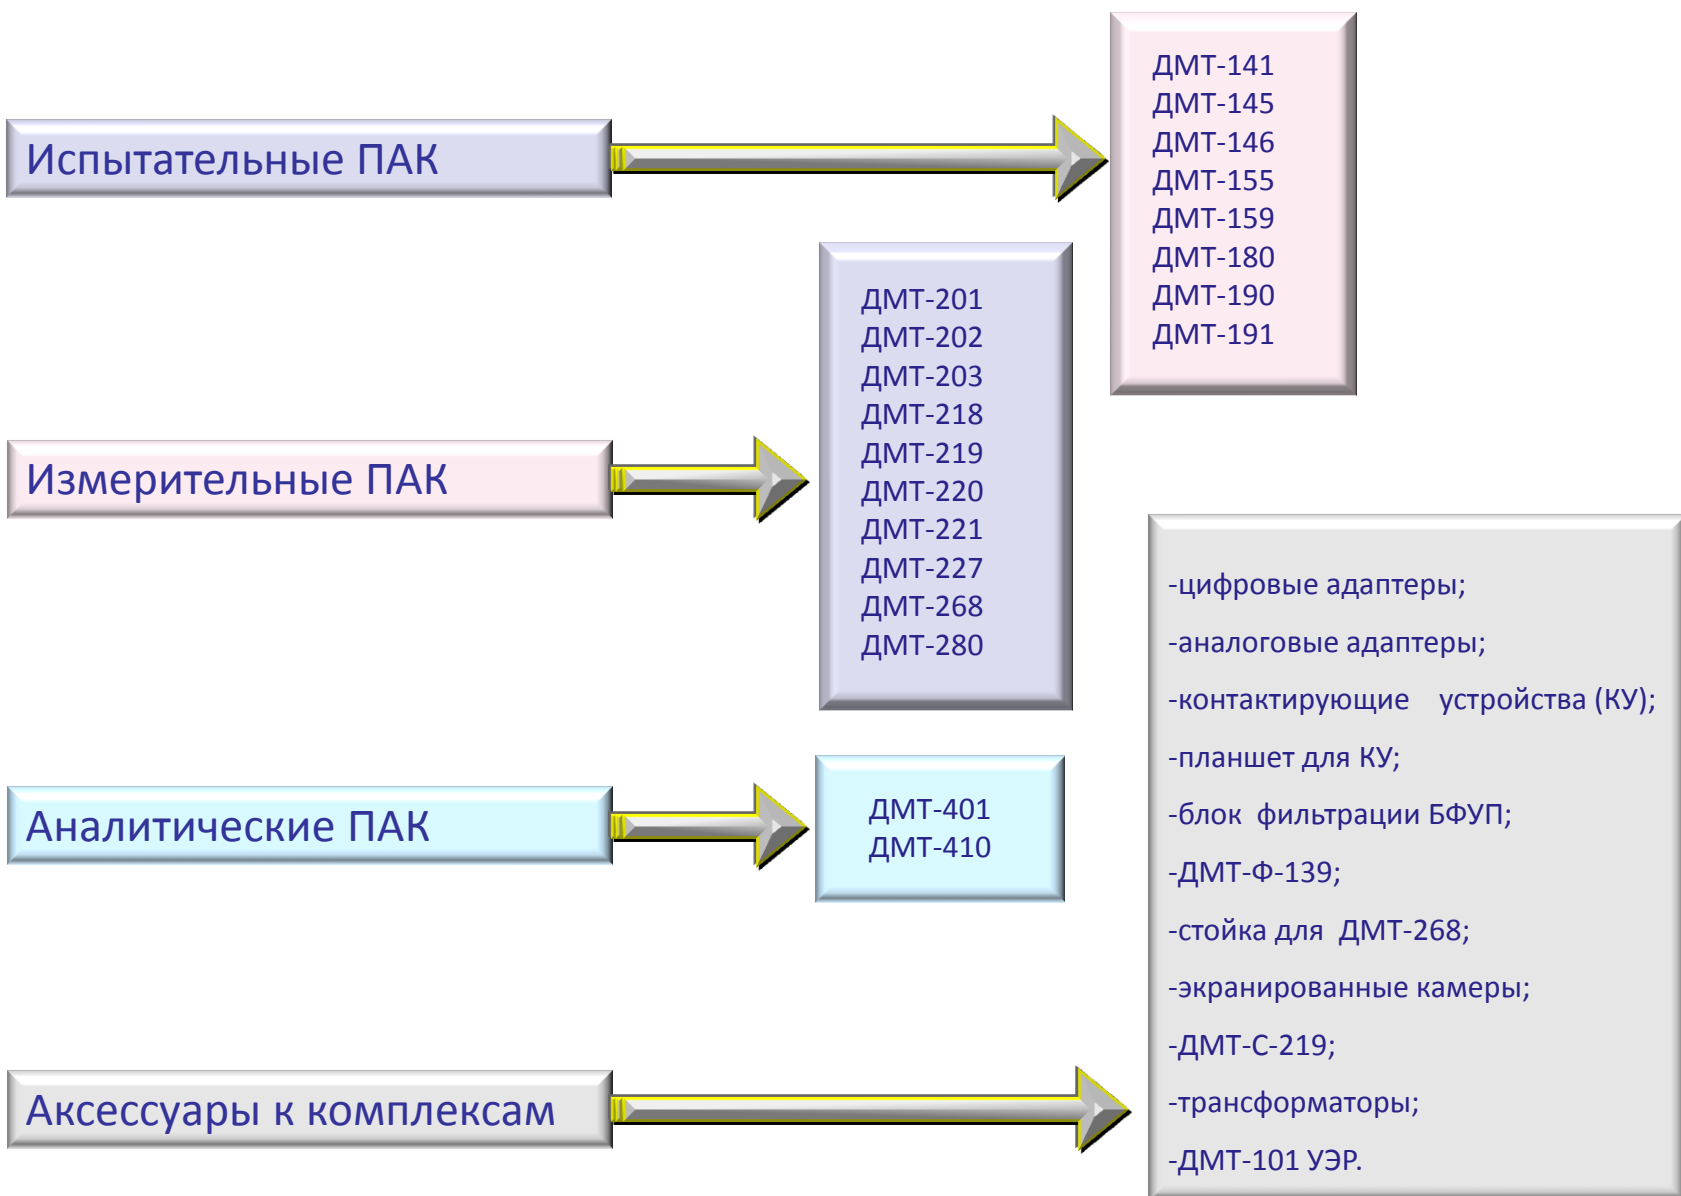 Испытательные ПАК
ДМТ-141
ДМТ-145
ДМТ-146
ДМТ-155
ДМТ-159
ДМТ-180
ДМТ-190
ДМТ-191
Измерительные ПАК
ДМТ-201
ДМТ-202
ДМТ-203
ДМТ-218
ДМТ-219
ДМТ-220
ДМТ-221
ДМТ-227
ДМТ-268
ДМТ-280
Аналитические ПАК
ДМТ-401
ДМТ-410
Аксессуары к комплексам
-цифровые адаптеры;
-аналоговые адаптеры;
-контактирующие устройства (КУ);
-планшет для КУ;
-блок фильтрации БФУП;
-ДМТ-Ф-139;
-стойка для ДМТ-268;
-экранированные камеры;
-ДМТ-С-219;
-трансформаторы;
-ДМТ-101 УЭР.